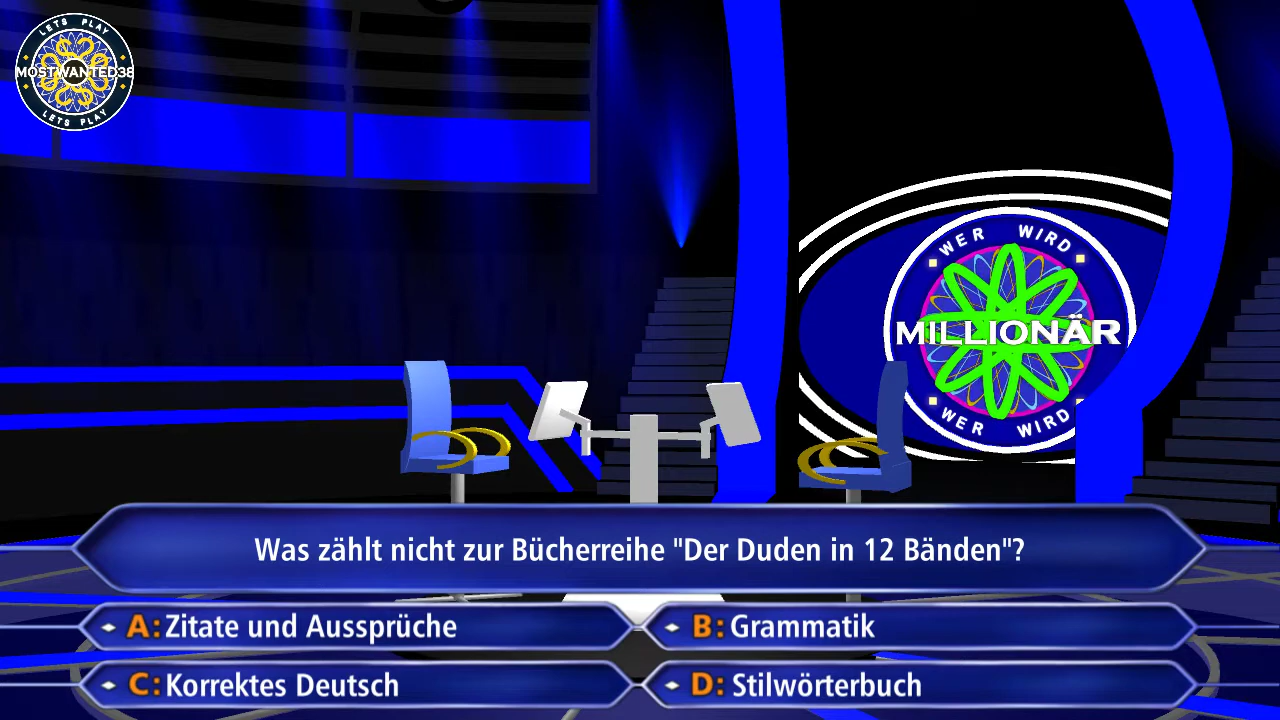 LETS PLAY
MOSTWANTED38
LETS PLAY
WER WIRD
MILLIONÄR
WER WIRD
Was zählt nicht zur Bücherreihe "Der Duden in 12 Bänden"?
A: Zitate und Aussprüche
B: Grammatik
C: Korrektes Deutsch
D: Stilwörterbuch